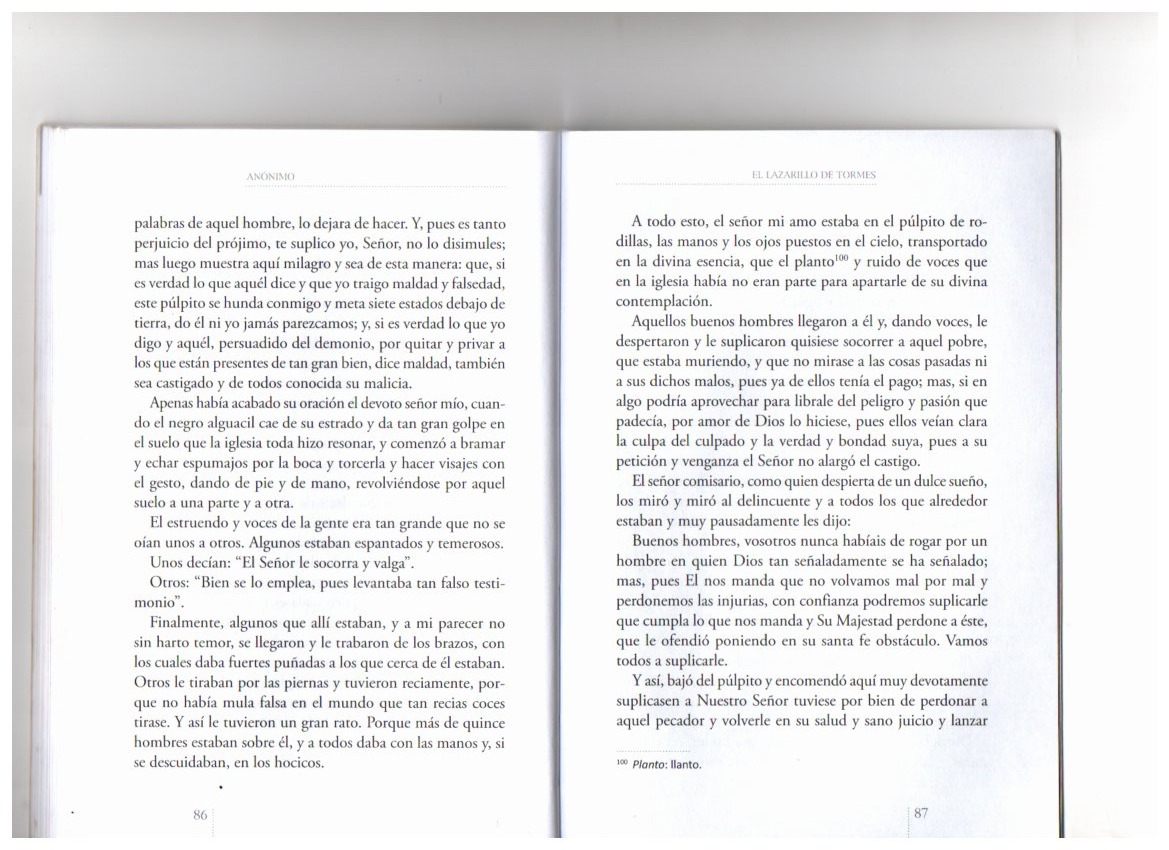 ANÓNIMO
palabras de aquel hombre, lo dejara de hacer. Y, pues es tanto
perjuicio del prójimo, te suplico yo, Señor, no lo disimules;
mas luego muestra aquí milagro y sea de esta manera: que, si
es verdad lo que aquél dice y que yo traigo maldad y falsedad,
este púlpito se hunda conmigo y meta siete estados debajo de
tierra, do él ni yo jamás parezcamos; y, si es verdad lo que yo
digo y aquél, persuadido del demonio, por quitar y privar a
los que están presentes de tan gran bien, dice maldad, también
sea castigado y de todos conocida su malicia.
Apenas había acabado su oración el devoto señor mío, cuan-
do el negro alguacil cae de su estrado y da tan gran golpe en
el suelo que la iglesia toda hizo resonar, y comenzó a bramar
y echar espumajos por la boca y torcerla y hacer visajes con
el gesto, dando de pie y de mano, revolviéndose por aquel
suelo a una parte y a otra.
El estruendo y voces de la gente era tan grande que no se
oían unos a otros. Algunos estaban espantados y temerosos.
Unos decían: “El Señor le socorra y valga”.
Otros: “Bien se lo emplea, pues levantaba tan falso testi-
monio”.
Finalmente, algunos que allí estaban, y a mi parecer no
sin harto temor, se llegaron y le trabaron de los brazos, con
los cuales daba fuertes puñadas a los que cerca de él estaban.
Otros le tiraban por las piernas y tuvieron reciamente, por-
que no había mula falsa en el mundo que tan recias coces
tirase. Y así le tuvieron un gran rato. Porque más de quince
hombres estaban sobre él, y a todos daba con las manos y, si
se descuidaban, en los hocicos.
86
EL LAZARILLO DE TORMES
A todo esto, el señor mi amo estaba en el púlpito de ro-
dillas, las manos y los ojos puestos en el cielo, transportado
en la divina esencia, que el planto¹⁰⁰ y ruido de voces que
en la iglesia había no eran parte para apartarle de su divina
contemplación.
Aquellos buenos hombres llegaron a él y, dando voces, le
despertaron y le suplicaron quisiese socorrer a aquel pobre,
que estaba muriendo, y que no mirase a las cosas pasadas ni
a sus dichos malos, pues ya de ellos tenía el pago; mas, si en
algo podría aprovechar para librale del peligro y pasión que
padecía, por amor de Dios lo hiciese, pues ellos veían clara
la culpa del culpado y la verdad y bondad suya, pues a su
petición y venganza el Señor no alargó el castigo.
El señor comisario, como quien despierta de un dulce sueño,
los miró y miró al delincuente y a todos los que alrededor
estaban y muy pausadamente les dijo:
Buenos hombres, vosotros nunca habíais de rogar por un
hombre en quien Dios tan señaladamente se ha señalado;
mas, pues El nos manda que no volvamos mal por mal y
perdonemos las injurias, con confianza podremos suplicarle
que cumpla lo que nos manda y Su Majestad perdone a éste,
que le ofendió poniendo en su santa fe obstáculo. Vamos
todos a suplicarle.
Y así, bajó del púlpito y encomendó aquí muy devotamente
suplicasen a Nuestro Señor tuviese por bien de perdonar a
aquel pecador y volverle en su salud y sano juicio y lanzar
¹⁰⁰ Planto: llanto.
87